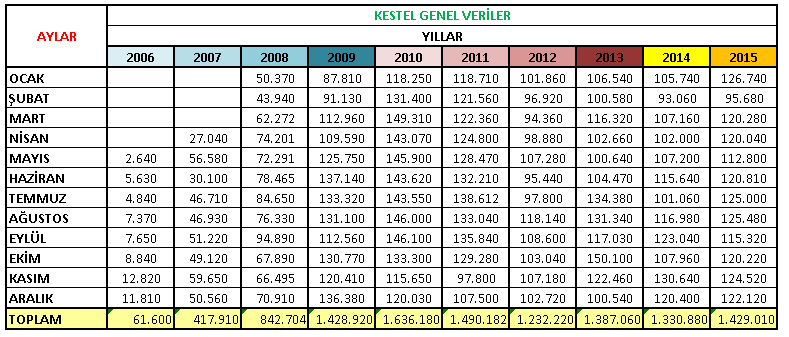 KESTEL GENEL VERİLER
AYLAR YILLAR
2006 2007 2008 2009 2010 2011 2012 2013 2014 2015
OCAK 50.370 87.810 118.250 118.710 101.860 106.540 105.740 126.740
ŞUBAT 43.940 91.130 131.400 121.560 96.920 100.580 93.060 95.680
MART 62.272 112.960 149.310 122.360 94.360 116.320 107.160 120.280
NİSAN 27.040 74.201 109.590 143.070 124.800 98.880 102.660 102.000 120.040
MAYIS 2.640 56.580 72.291 125.750 145.900 128.470 107.280 100.640 107.200 112.800
HAZİRAN 5.630 30.100 78.465 137.140 143.620 132.210 95.440 104.470 115.640 120.810
TEMMUZ 4.840 46.710 84.650 133.320 143.550 138.612 97.800 134.380 101.060 125.000
AĞUSTOS 7.370 46.930 76.330 131.100 146.000 133.040 118.140 131.340 116.980 125.480
EYLÜL 7.650 51.220 94.890 112.560 146.100 135.840 108.600 117.030 123.040 115.320
EKİM 8.840 49.120 67.890 130.770 133.300 129.280 103.040 150.100 107.960 120.220
KASIM 12.820 59.650 66.495 120.410 115.650 97.800 107.180 122.460 130.640 124.520
ARALIK 11.810 50.560 70.911 136.380 120.030 107.500 102.720 100.540 120.400 122.120
TOPLAM 61.600 417.910 842.704 1.428.920 1.636.180 1.490.182 1.232.220 1.387.060 1.330.880 1.429.010